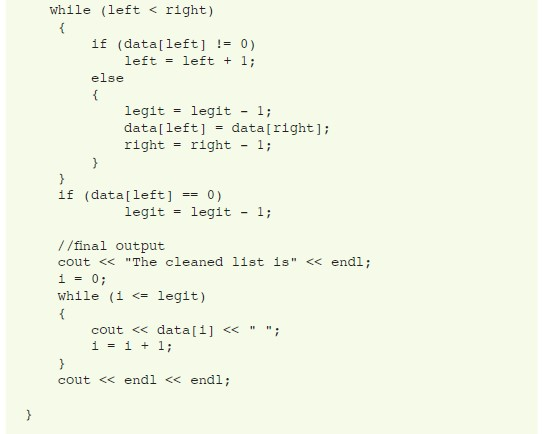 while (left < right)
{
if (data[left] != 0)
left = left + 1;
else
{
legit = legit - 1;
data[left] = data[right];
right = right - 1;
}
}
if (data[left] == 0)
legit = legit - 1;
//final output
cout << "The cleaned list is" << endl;
i = 0;
while (i <= legit)
{
cout << data[i] << " ";
i = i + 1;
}
cout << endl << endl;
}